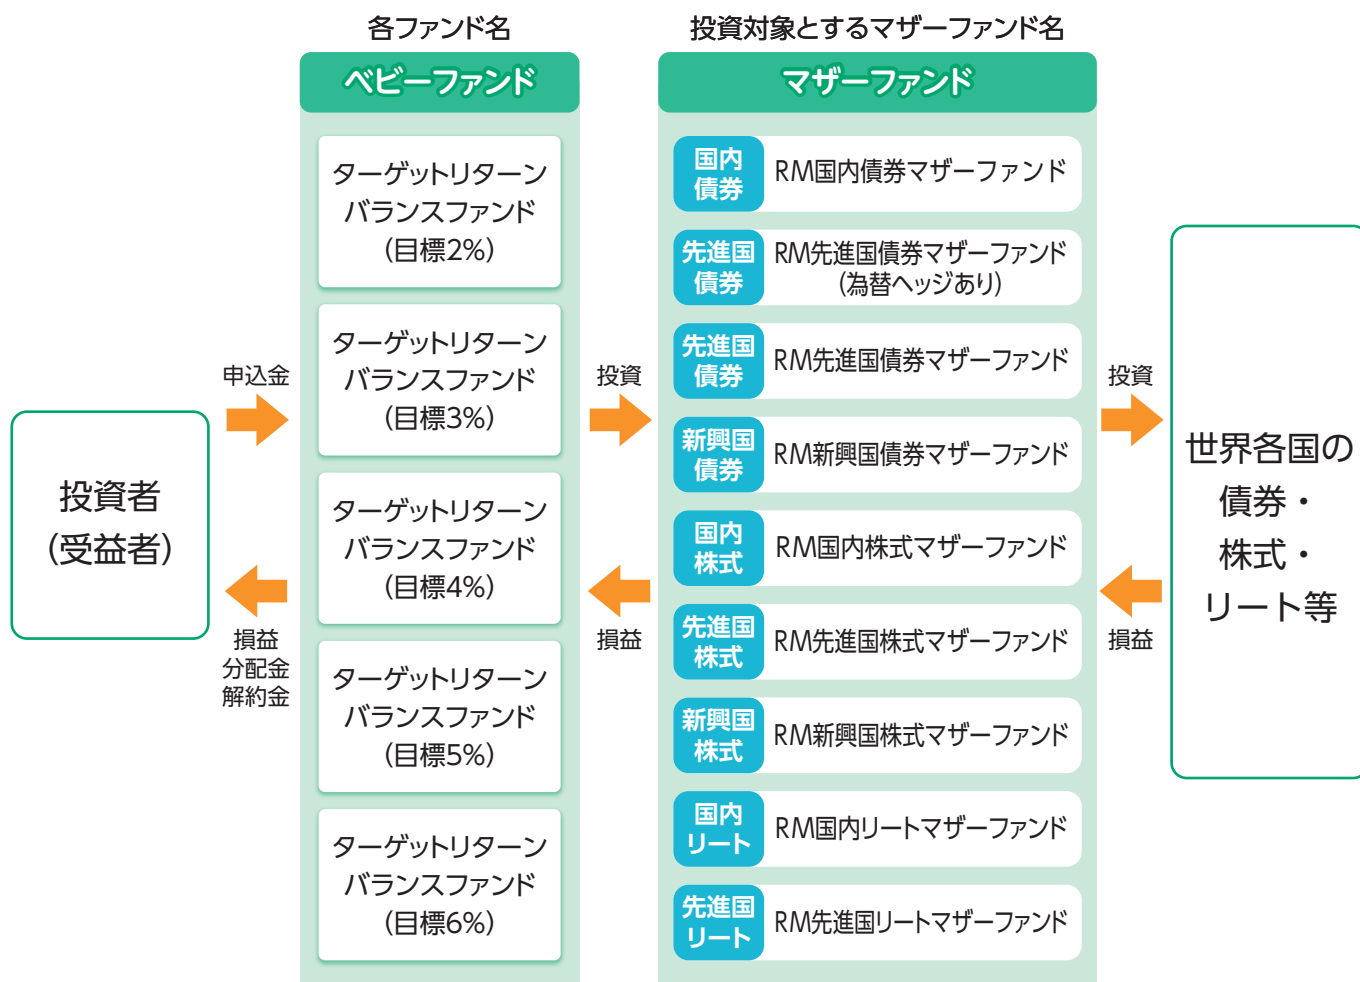 各ファンド名
ベビーファンド
ターゲットリターン
バランスファンド
(目標2%)
ターゲットリターン
バランスファンド
(目標3%)
ターゲットリターン
バランスファンド
(目標4%)
ターゲットリターン
バランスファンド
(目標5%)
ターゲットリターン
バランスファンド
(目標6%)
投資対象とするマザーファンド名
マザーファンド
国内
債券
RM国内債券マザーファンド
先進国
債券
RM先進国債券マザーファンド
(為替ヘッジあり)
先進国
債券
RM先進国債券マザーファンド
新興国
債券
RM新興国債券マザーファンド
国内
株式
RM国内株式マザーファンド
先進国
株式
RM先進国株式マザーファンド
新興国
株式
RM新興国株式マザーファンド
国内
リート
RM国内リートマザーファンド
先進国
リート
RM先進国リートマザーファンド
投資者
(受益者)
申込金
損益
分配金
解約金
投資
損益
投資
損益
世界各国の
債券・
株式・
リート等